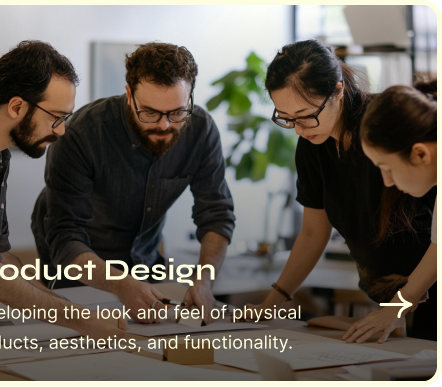 oduct Design
eloping the look and feel of physical
ducts, aesthetics, and functionality.